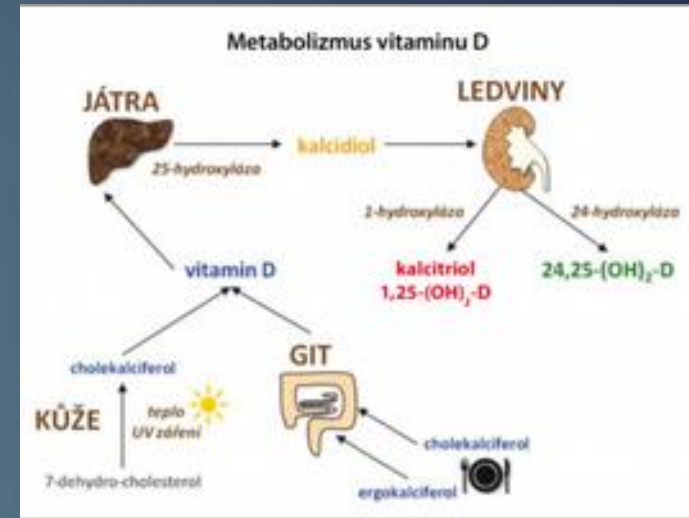 Metabolizmus vitaminu D
JÁTRA
LEDVINY
kalcidiol
25-hydroxyláza
1-hydroxyláza
24-hydroxyláza
vitamin D
kalcitriol
1,25-(OH)₂-D
24,25-(OH)₂-D
GIT
cholekalciferol
KŮŽE
teplo
UV záření
cholekalciferol
7-dehydro-cholesterol
ergokalciferol